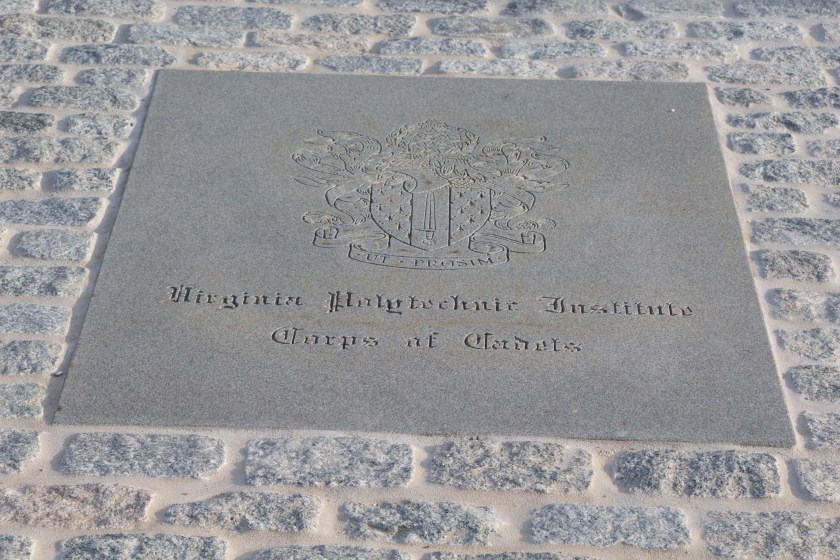 UT · PROSIM
Virginia Polytechnic Institute
Corps of Cadets